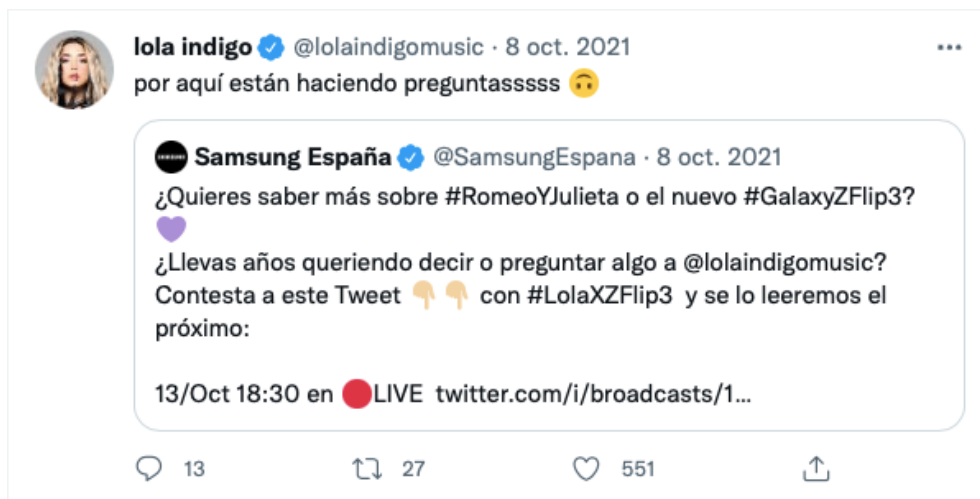 lola indigo @lolaindigomusic · 8 oct. 2021
por aquí están haciendo preguntasssss 🙃
SAMSUNG Samsung España @SamsungEspana · 8 oct. 2021
¿Quieres saber más sobre #RomeoYJulieta o el nuevo #GalaxyZFlip3?
💜
¿Llevas años queriendo decir o preguntar algo a @lolaindigomusic?
Contesta a este Tweet 👇🏼👇🏼 con #LolaXZFlip3 y se lo leeremos el
próximo:
13/Oct 18:30 en 🔴LIVE twitter.com/i/broadcasts/1...
13 27 551